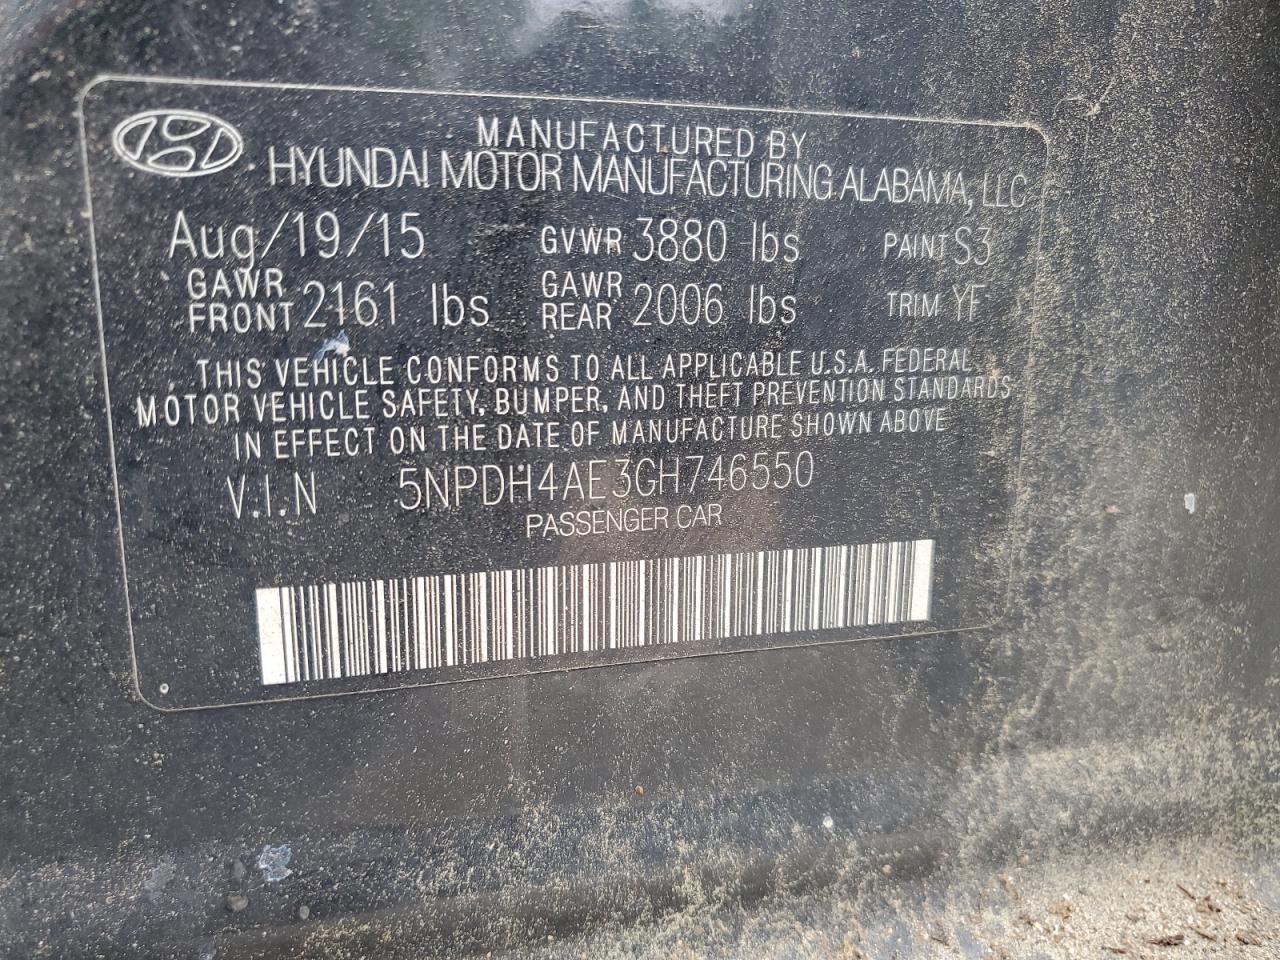 MANUFACTURED BY
HYUNDAI MOTOR MANUFACTURING ALABAMA, LLC
Aug/19/15 GVWR 3880 lbs PAINT S3
GAWR FRONT 2161 lbs GAWR REAR 2006 lbs TRIM YF
THIS VEHICLE CONFORMS TO ALL APPLICABLE U.S.A. FEDERAL
MOTOR VEHICLE SAFETY, BUMPER, AND THEFT PREVENTION STANDARDS
IN EFFECT ON THE DATE OF MANUFACTURE SHOWN ABOVE
V.I.N 5NPDH4AE3GH746550
PASSENGER CAR